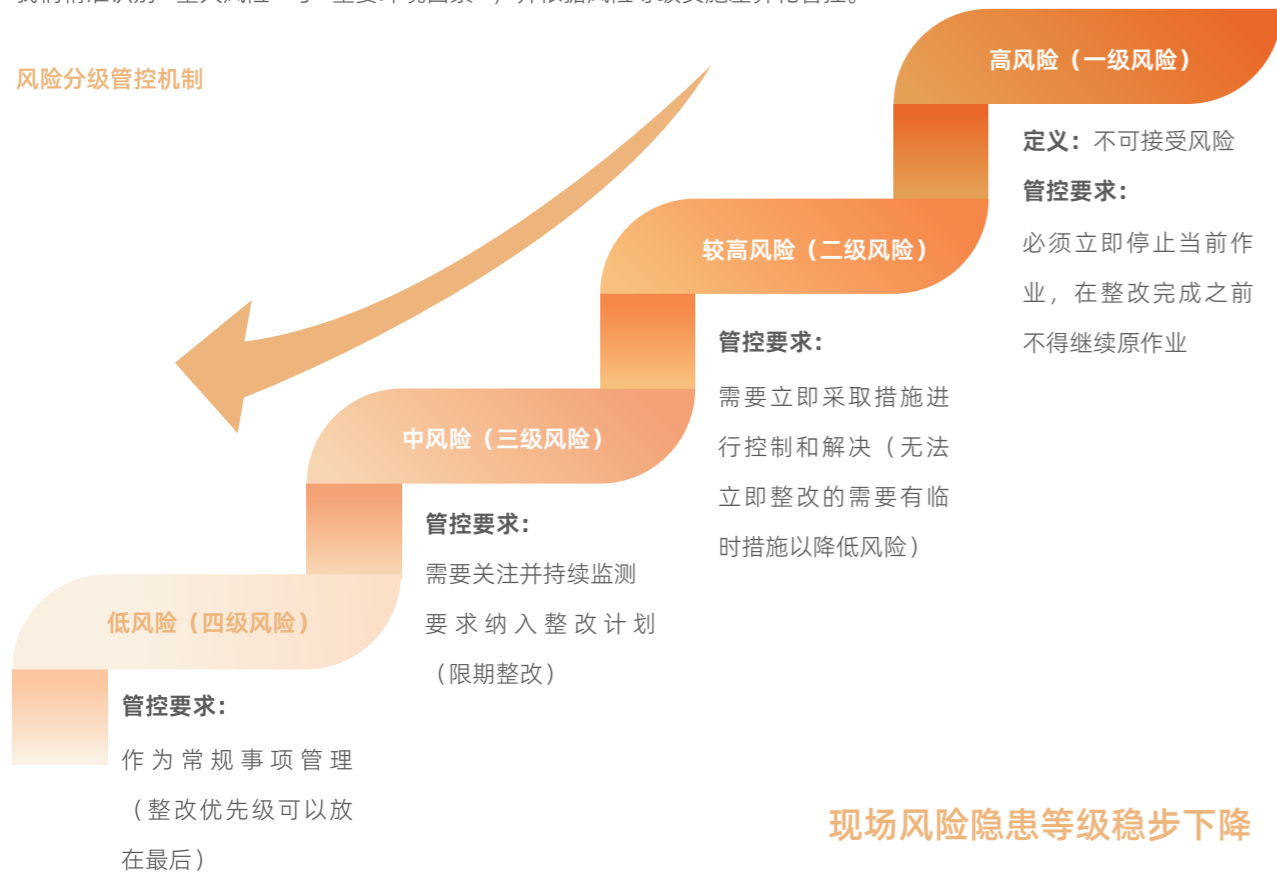 风险分级管控机制
高风险（一级风险）
定义：不可接受风险
管控要求：
必须立即停止当前作
业，在整改完成之前
不得继续原作业
较高风险（二级风险）
管控要求：
需要立即采取措施进
行控制和解决（无法
立即整改的需要有临
时措施以降低风险）
中风险（三级风险）
管控要求：
需要关注并持续监测
要求纳入整改计划
（限期整改）
低风险（四级风险）
管控要求：
作为常规事项管理
（整改优先级可以放
在最后）
现场风险隐患等级稳步下降